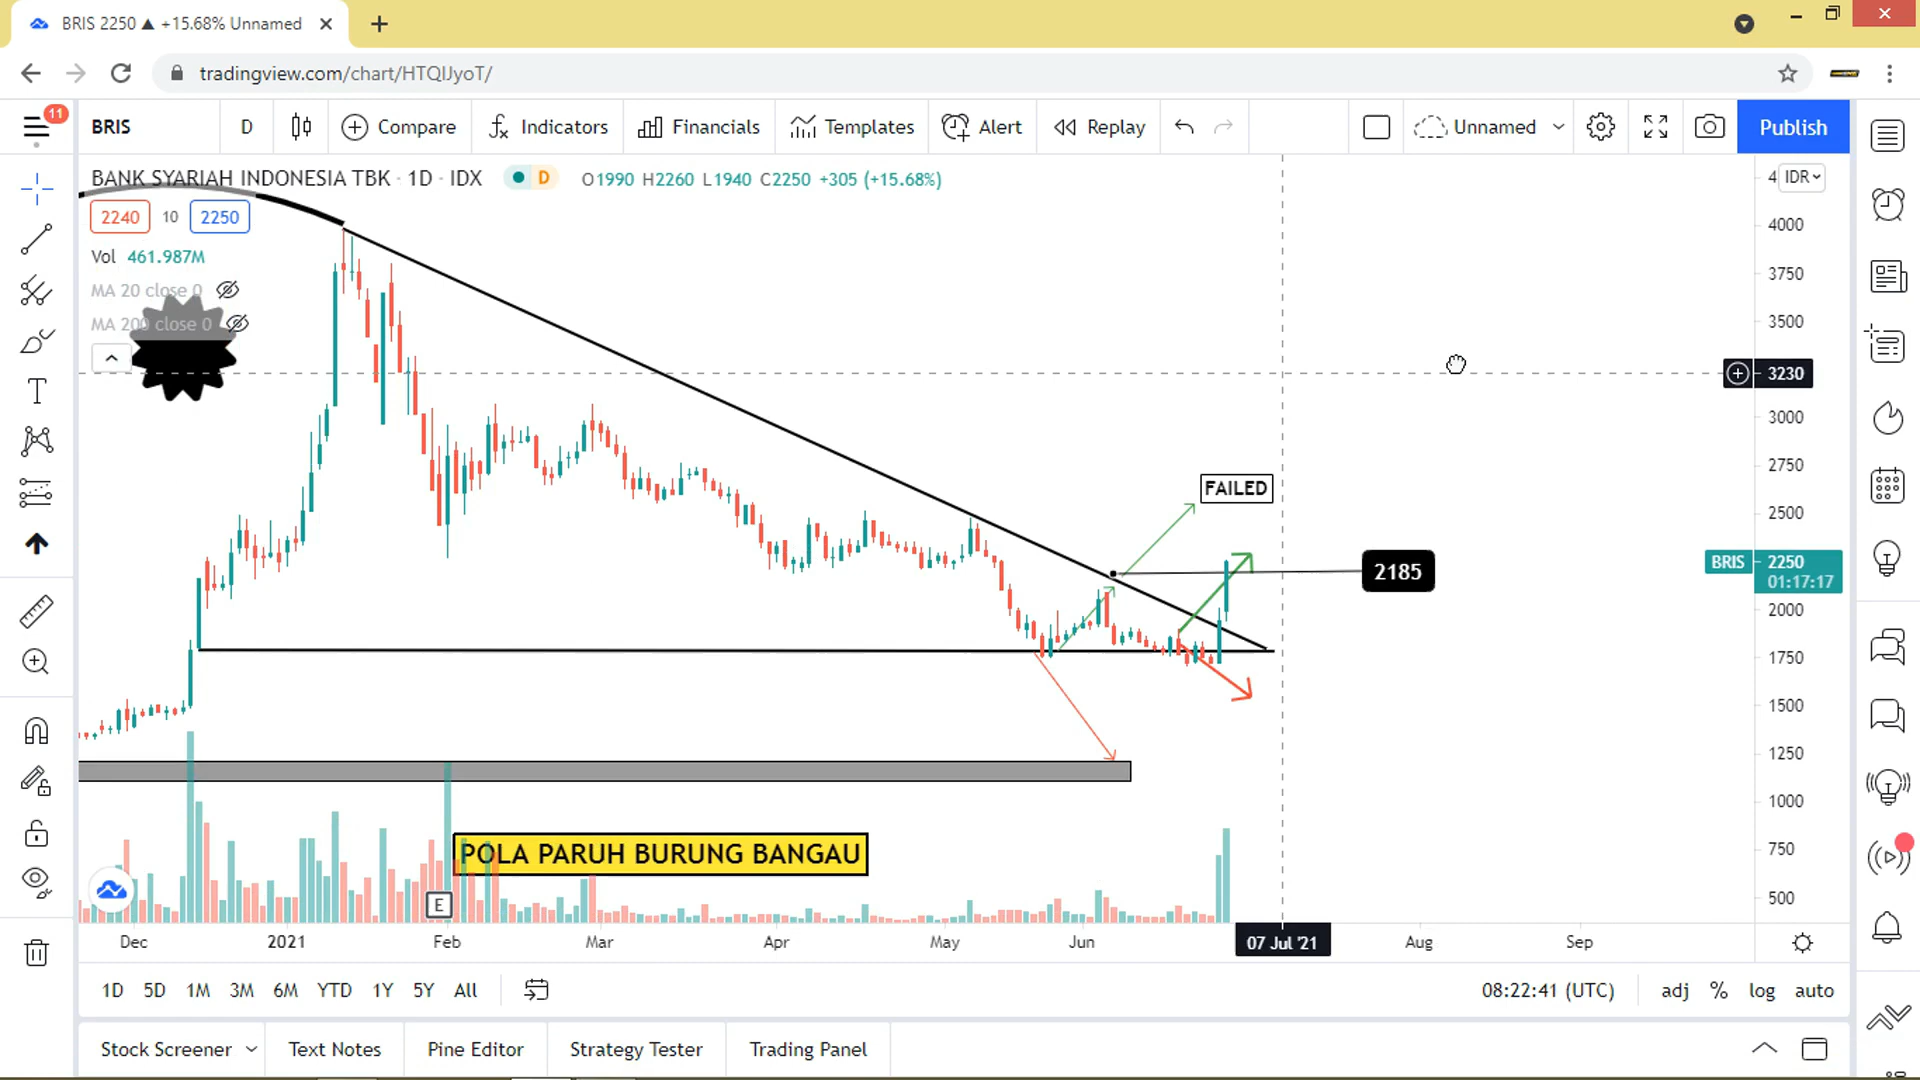 BRIS 2250 ▲ +15.68% Unnamed
tradingview.com/chart/HTQIJyoT/
11
BRIS
D
Compare
Indicators
Financials
Templates
Alert
Replay
Unnamed
Publish
BANK SYARIAH INDONESIA TBK · 1D · IDX
D
O1990 H2260 L1940 C2250 +305 (+15.68%)
IDR
2240
10
2250
Vol 461.987M
MA 20 close 0
MA 200 close 0
4000
3750
3500
3230
3000
2750
2500
BRIS
2250
01:17:17
2000
1750
1500
1250
1000
750
500
FAILED
2185
POLA PARUH BURUNG BANGAU
E
Dec
2021
Feb
Mar
Apr
May
Jun
07 Jul '21
Aug
Sep
1D
5D
1M
3M
6M
YTD
1Y
5Y
All
08:22:41 (UTC)
adj
%
log
auto
Stock Screener
Text Notes
Pine Editor
Strategy Tester
Trading Panel